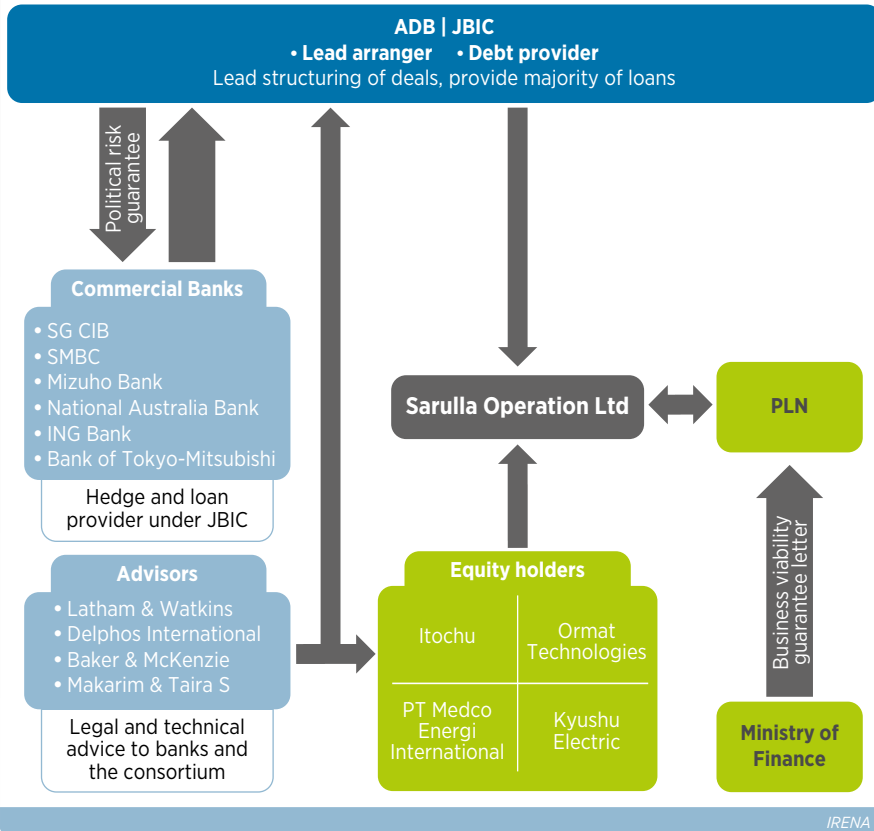 ADB | JBIC
• Lead arranger • Debt provider
Lead structuring of deals, provide majority of loans
Political risk
guarantee
Commercial Banks
• SG CIB
• SMBC
• Mizuho Bank
• National Australia Bank
• ING Bank
• Bank of Tokyo-Mitsubishi
Hedge and loan
provider under JBIC
Advisors
• Latham & Watkins
• Delphos International
• Baker & McKenzie
• Makarim & Taira S
Legal and technical
advice to banks and
the consortium
Sarulla Operation Ltd
Equity holders
Itochu
Ormat
Technologies
PT Medco
Energi
International
Kyushu
Electric
PLN
Business viability
guarantee letter
Ministry of
Finance
IRENA